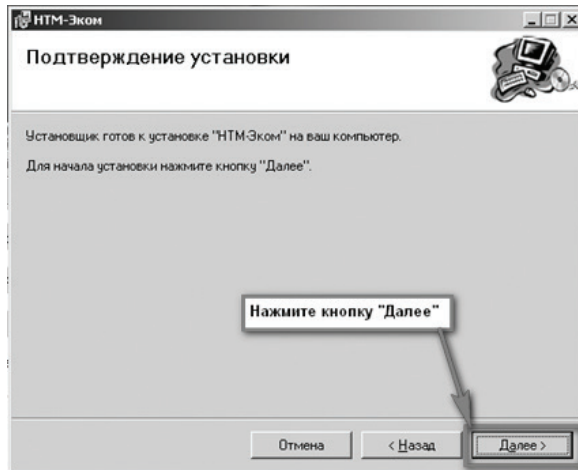 НТМ-Эком
Подтверждение установки
Установщик готов к установке "НТМ-Эком" на ваш компьютер.
Для начала установки нажмите кнопку "Далее".
Нажмите кнопку "Далее"
Отмена
< Назад
Далее >